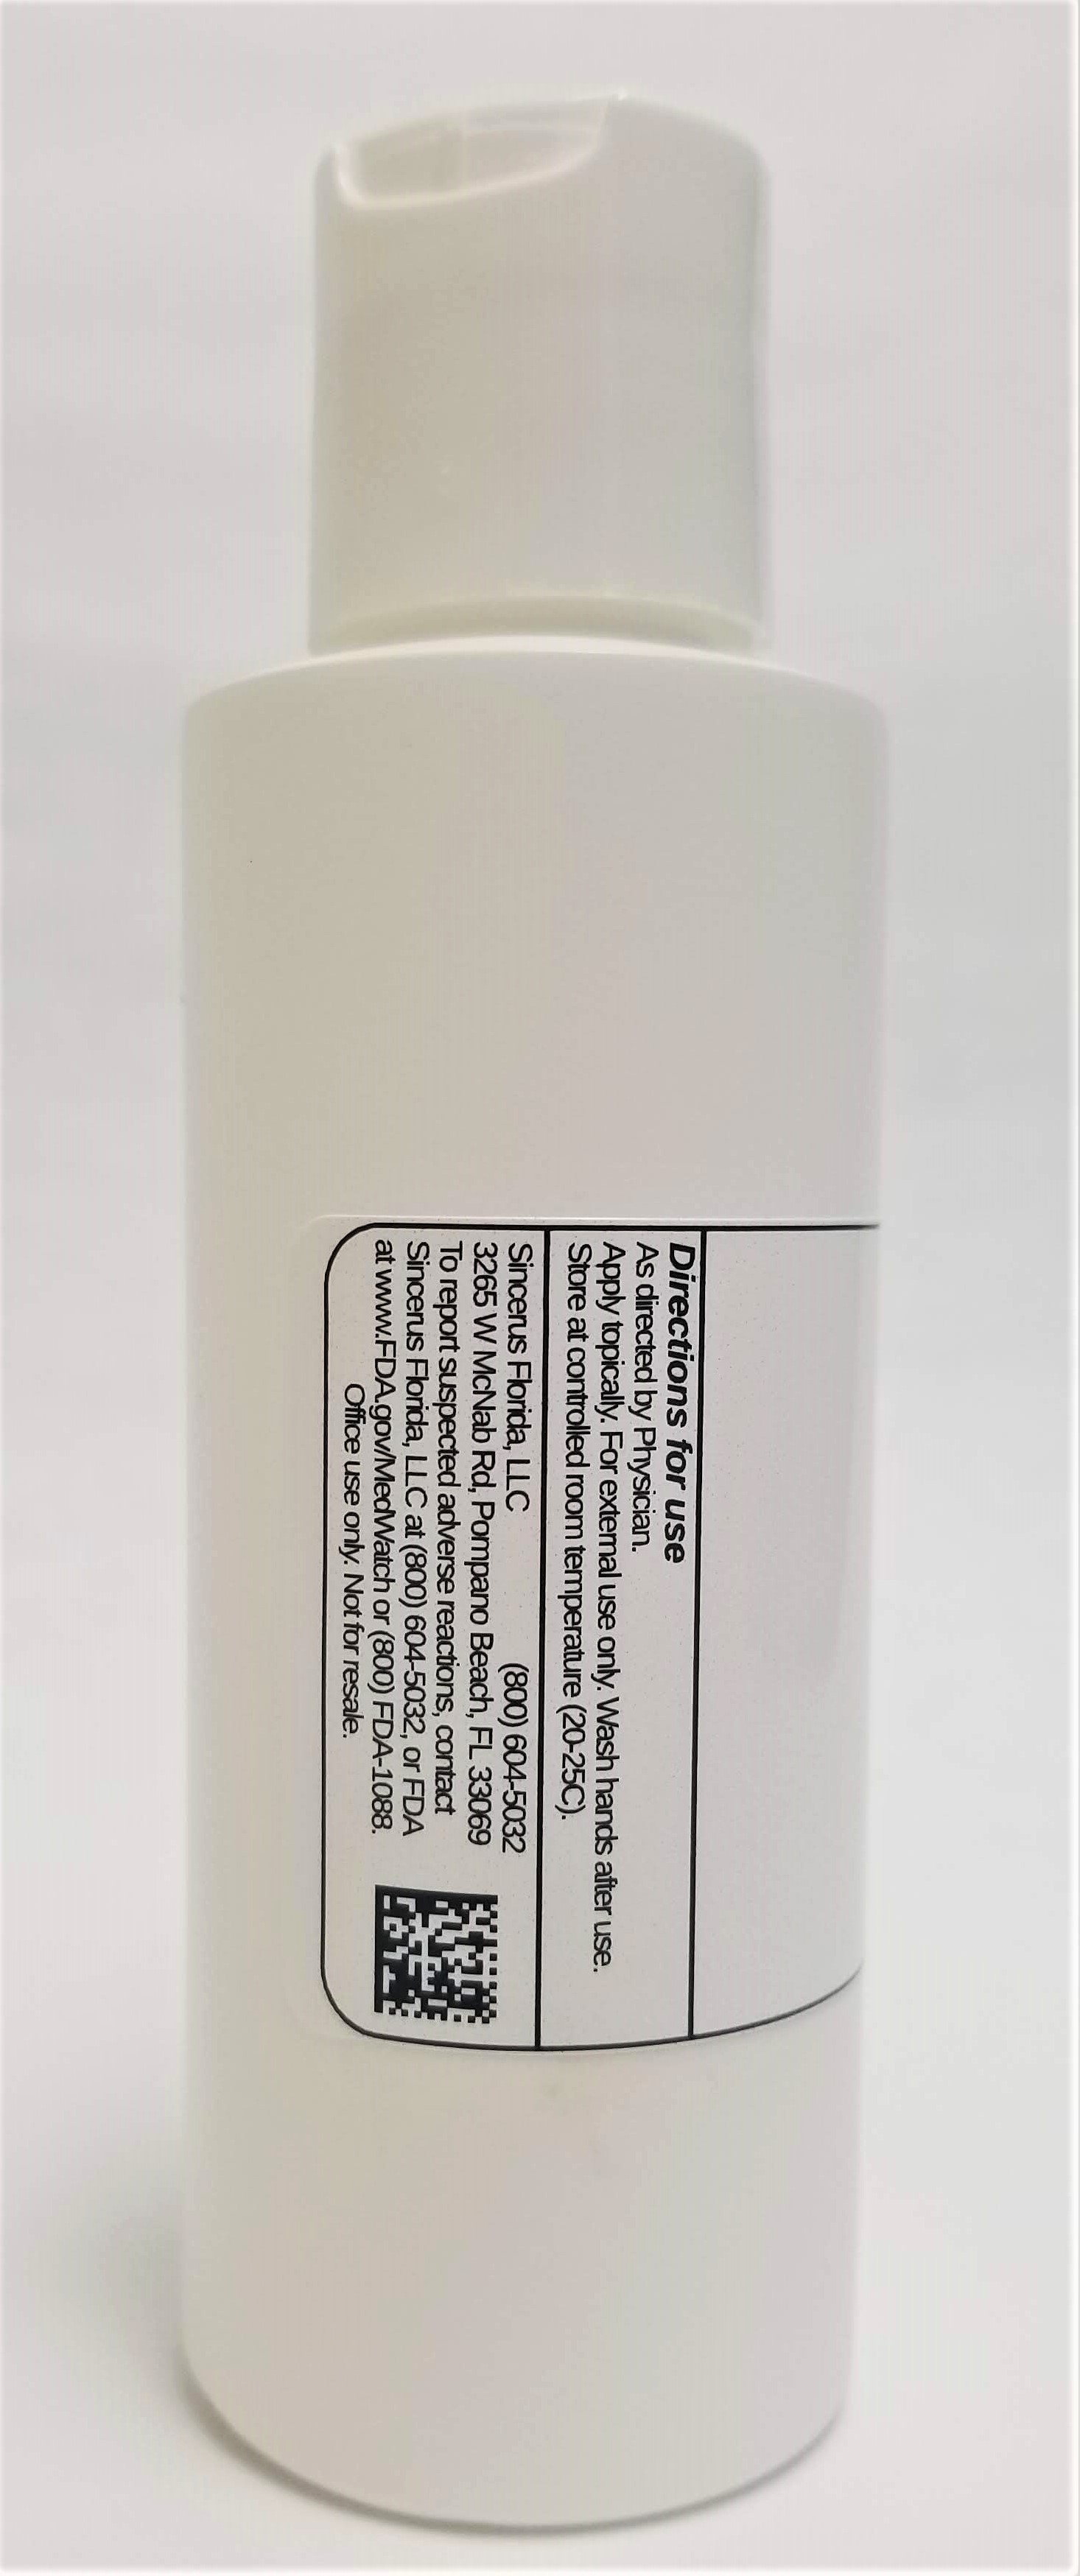 Directions for use
As directed by Physician.
Apply topically. For external use only. Wash hands after use.
Store at controlled room temperature (20-25C).
Sincerus Florida, LLC (800) 604-5032
3265 W McNab Rd, Pompano Beach, FL 33069
To report suspected adverse reactions, contact
Sincerus Florida, LLC at (800) 604-5032, or FDA
at www.FDA.gov/MedWatch or (800) FDA-1088.
Office use only. Not for resale.